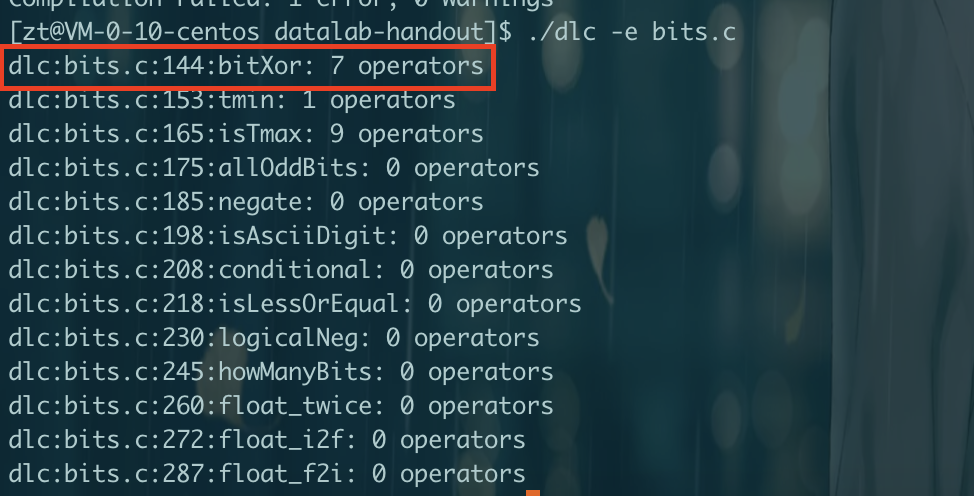 Compilation Failed: 1 error, 0 warnings
[zt@VM-0-10-centos datalab-handout]$ ./dlc -e bits.c
dlc:bits.c:144:bitXor: 7 operators
dlc:bits.c:153:tmin: 1 operators
dlc:bits.c:165:isTmax: 9 operators
dlc:bits.c:175:allOddBits: 0 operators
dlc:bits.c:185:negate: 0 operators
dlc:bits.c:198:isAsciiDigit: 0 operators
dlc:bits.c:208:conditional: 0 operators
dlc:bits.c:218:isLessOrEqual: 0 operators
dlc:bits.c:230:logicalNeg: 0 operators
dlc:bits.c:245:howManyBits: 0 operators
dlc:bits.c:260:float_twice: 0 operators
dlc:bits.c:272:float_i2f: 0 operators
dlc:bits.c:287:float_f2i: 0 operators